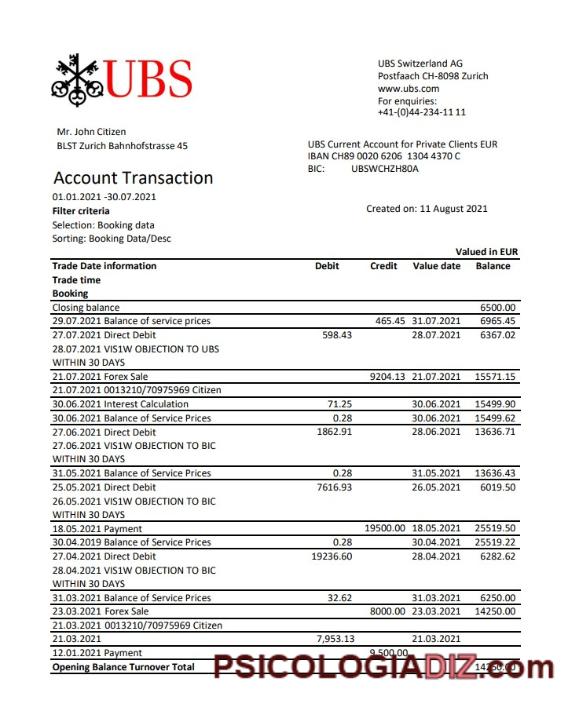 UBS
UBS Switzerland AG
Postfaach CH-8098 Zurich
www.ubs.com
For enquiries:
+41-(0)44-234-11 11
Mr. John Citizen
BLST Zurich Bahnhofstrasse 45
UBS Current Account for Private Clients EUR
IBAN CH89 0020 6206 1304 4370 C
BIC: UBSWCHZH80A
Account Transaction
01.01.2021 -30.07.2021
Created on: 11 August 2021
Filter criteria
Selection: Booking data
Sorting: Booking Data/Desc
Valued in EUR
Trade Date information Debit Credit Value date Balance
Trade time
Booking
Closing balance 6500.00
29.07.2021 Balance of service prices 465.45 31.07.2021 6965.45
27.07.2021 Direct Debit 598.43 28.07.2021 6367.02
28.07.2021 VIS1W OBJECTION TO UBS
WITHIN 30 DAYS
21.07.2021 Forex Sale 9204.13 21.07.2021 15571.15
21.07.2021 0013210/70975969 Citizen
30.06.2021 Interest Calculation 71.25 30.06.2021 15499.90
30.06.2021 Balance of Service Prices 0.28 30.06.2021 15499.62
27.06.2021 Direct Debit 1862.91 28.06.2021 13636.71
27.06.2021 VIS1W OBJECTION TO BIC
WITHIN 30 DAYS
31.05.2021 Balance of Service Prices 0.28 31.05.2021 13636.43
25.05.2021 Direct Debit 7616.93 26.05.2021 6019.50
26.05.2021 VIS1W OBJECTION TO BIC
WITHIN 30 DAYS
18.05.2021 Payment 19500.00 18.05.2021 25519.50
30.04.2019 Balance of Service Prices 0.28 30.04.2021 25519.22
27.04.2021 Direct Debit 19236.60 28.04.2021 6282.62
28.04.2021 VIS1W OBJECTION TO BIC
WITHIN 30 DAYS
31.03.2021 Balance of Service Prices 32.62 31.03.2021 6250.00
23.03.2021 Forex Sale 8000.00 23.03.2021 14250.00
21.03.2021 0013210/70975969 Citizen
21.03.2021 7,953.13 21.03.2021
12.01.2021 Payment 9,500.00
Opening Balance Turnover Total 14250.00
PSICOLOGIADIZ.com